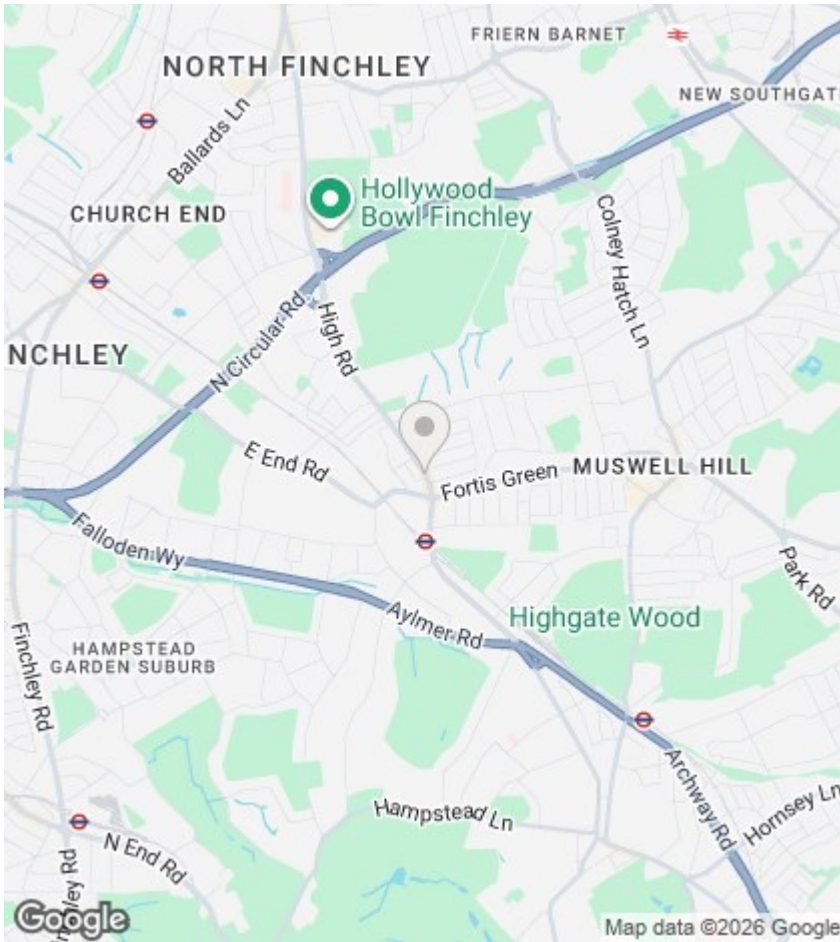 FRIERN BARNET
NORTH FINCHLEY
NEW SOUTHGATE
Ballards Ln
Hollywood
Bowl Finchley
CHURCH END
Colney Hatch Ln
N Circular Rd
High Rd
NCHLEY
E End Rd
Fortis Green
MUSWELL HILL
Falloden Wy
Park Rd
Aylmer Rd
Highgate Wood
HAMPSTEAD
GARDEN SUBURB
Finchley Rd
Archway Rd
Hampstead Ln
Hornsey Ln
N End Rd
nchley Rd
Google
Map data ©2026 Google